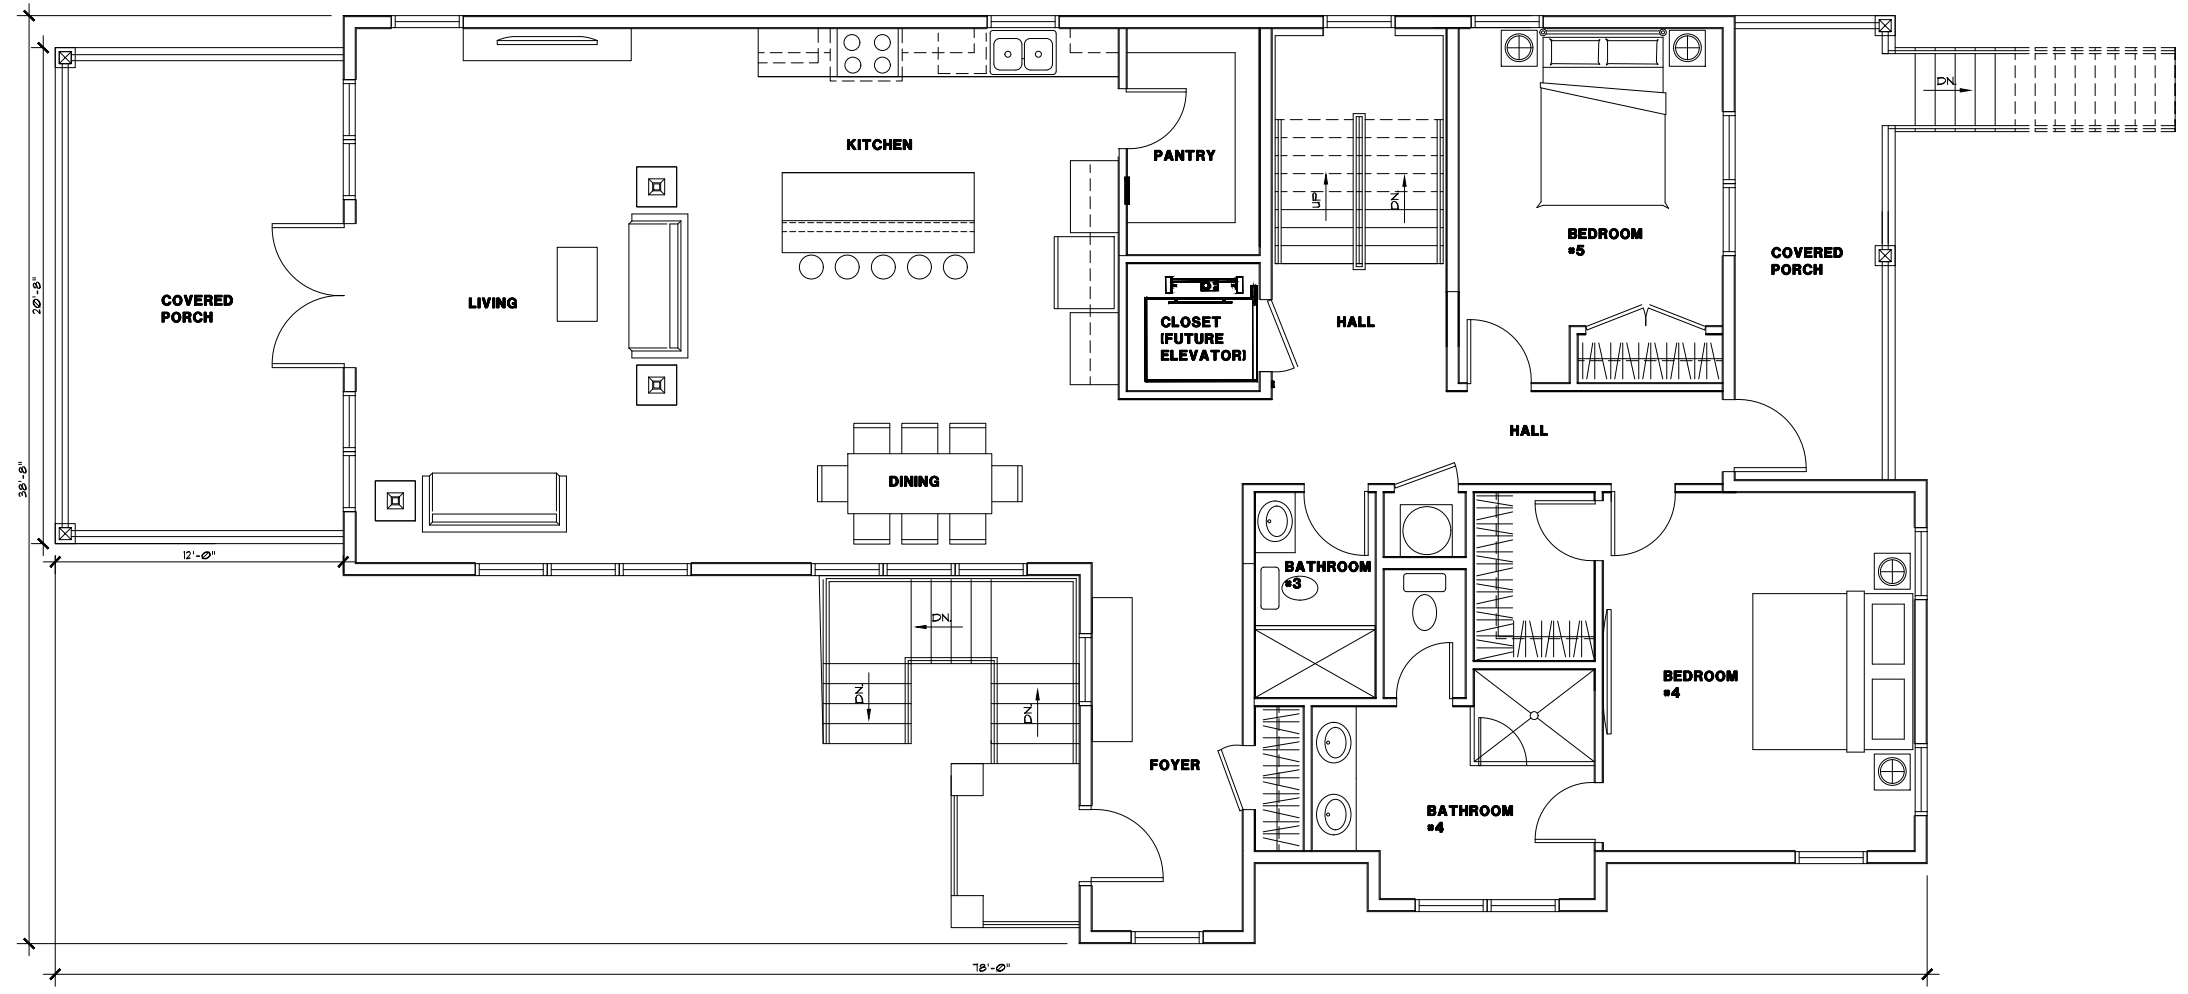 DN.
KITCHEN
PANTRY
UP
DN.
BEDROOM
#5
COVERED
PORCH
20'-8"
COVERED
PORCH
LIVING
CLOSET
(FUTURE
ELEVATOR)
HALL
HALL
38'-8"
DINING
12'-0"
BATHROOM
#3
DN.
DN.
DN.
BEDROOM
#4
FOYER
BATHROOM
#4
78'-0"